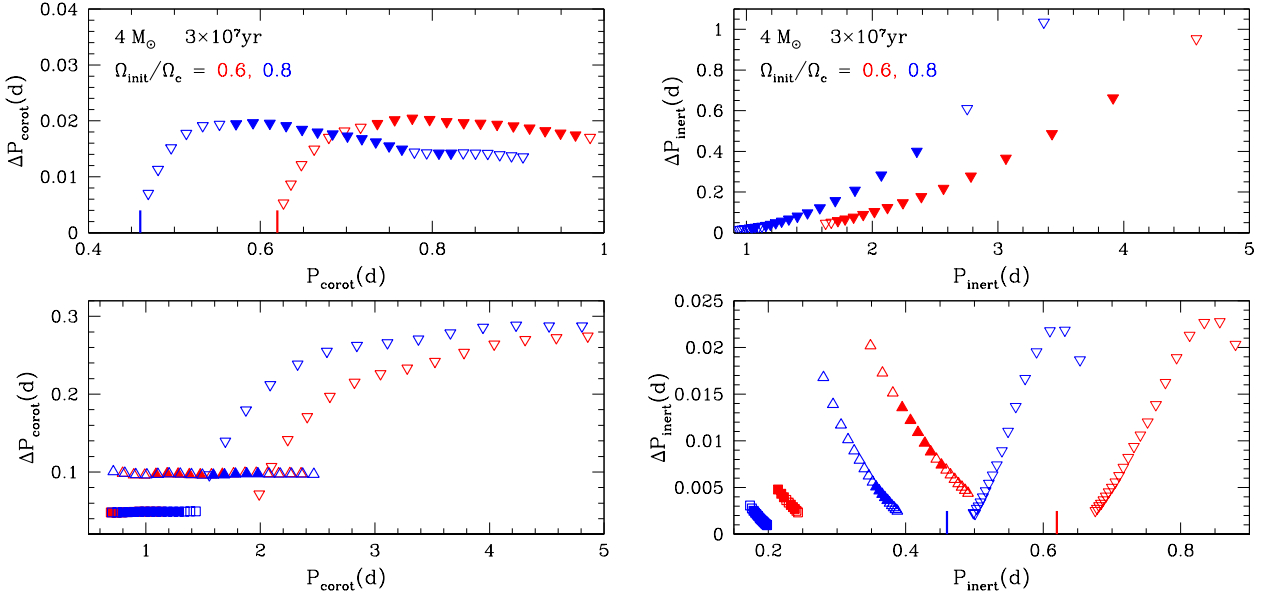 0.04
0.03
0.02
0.01
0
ΔP_corot(d)
4 M_⊙ 3×10⁷yr
Ω_init/Ω_c = 0.6, 0.8
0.4 0.6 0.8 1
P_corot(d)
1
0.8
0.6
0.4
0.2
0
ΔP_inert(d)
4 M_⊙ 3×10⁷yr
Ω_init/Ω_c = 0.6, 0.8
1 2 3 4 5
P_inert(d)
0.3
0.2
0.1
ΔP_corot(d)
1 2 3 4 5
P_corot(d)
0.025
0.02
0.015
0.01
0.005
0
ΔP_inert(d)
0.2 0.4 0.6 0.8
P_inert(d)